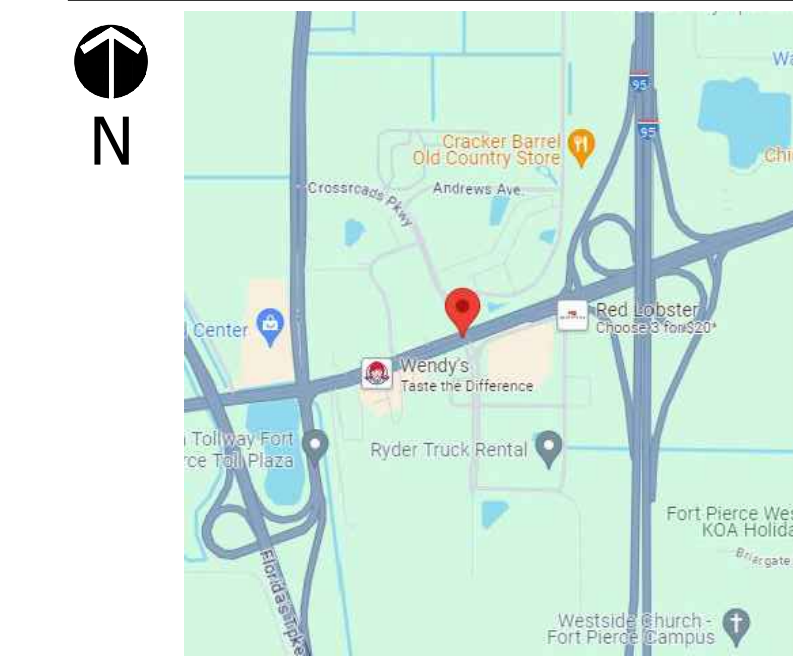 N
95
95
Wa
Cracker Barrel
Old Country Store
Chi
Crossroads Pkwy
Andrews Ave.
Red Lobster
Choose 3 for $20*
Center
Wendy's
Taste the Difference
Tollway Fort
rce Toll Plaza
Ryder Truck Rental
Fort Pierce Wes
KOA Holida
Briargate
Florida's Tpke
Westside Church -
Fort Pierce Campus